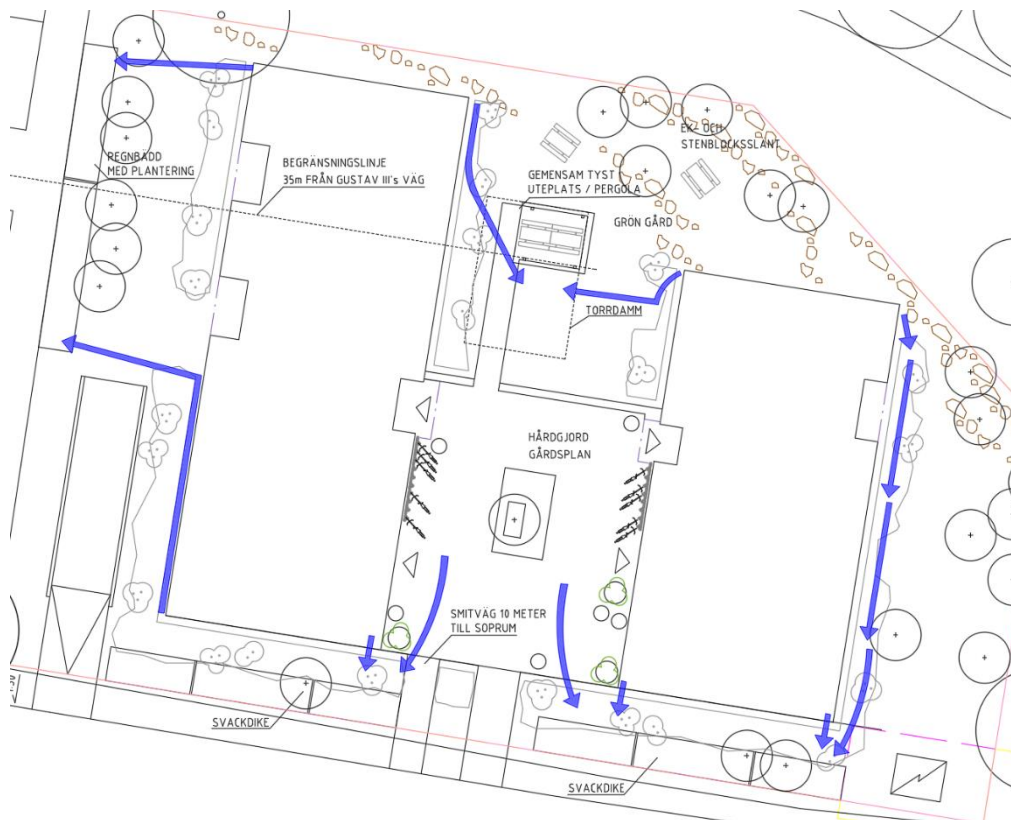 REGNBÄDD
MED PLANTERING
BEGRÄNSNINGSLINJE
35m FRÅN GUSTAV III's VÄG
GEMENSAM TYST
UTEPLATS / PERGOLA
EK- OCH
STENBLOCKSSLÄNT
GRÖN GÅRD
TORRDAMM
HÅRDGJORD
GÅRDSPLAN
SMITVÄG 10 METER
TILL SOPRUM
SVACKDIKE
SVACKDIKE